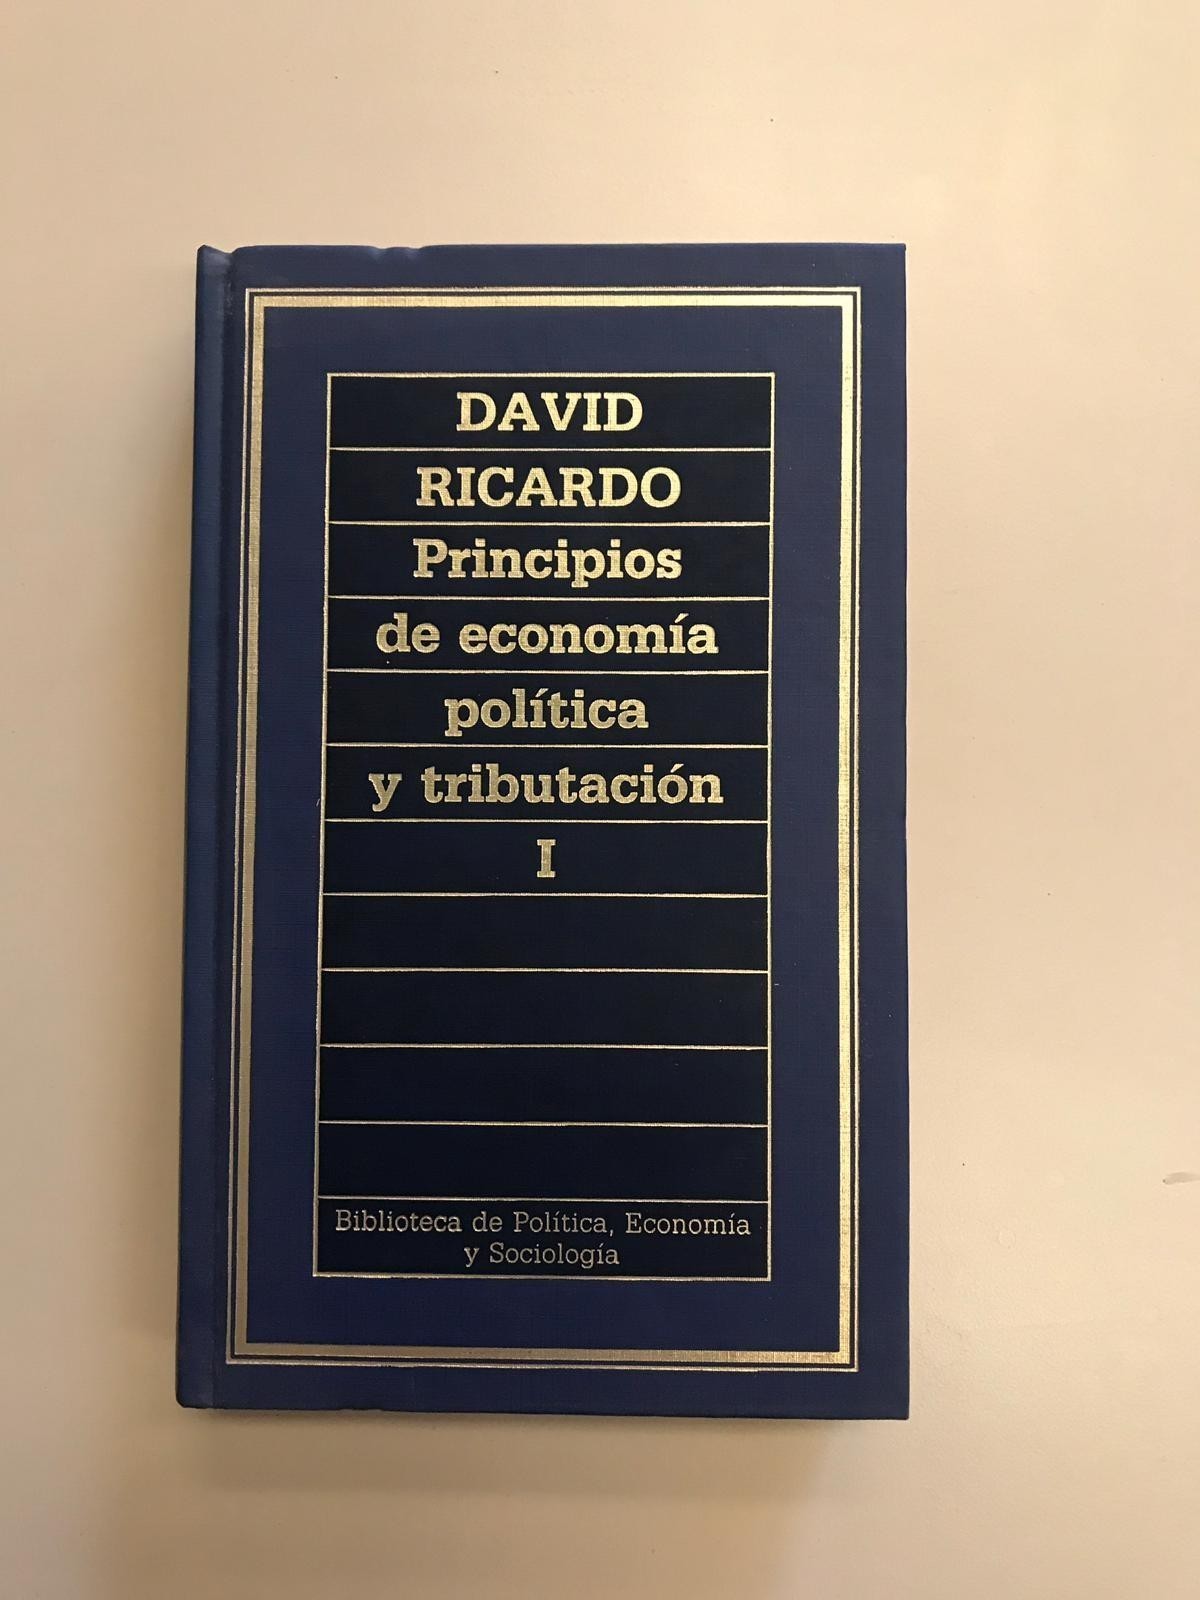 DAVID
RICARDO
Principios
de economía
política
y tributación
I
Biblioteca de Política, Economía
y Sociología